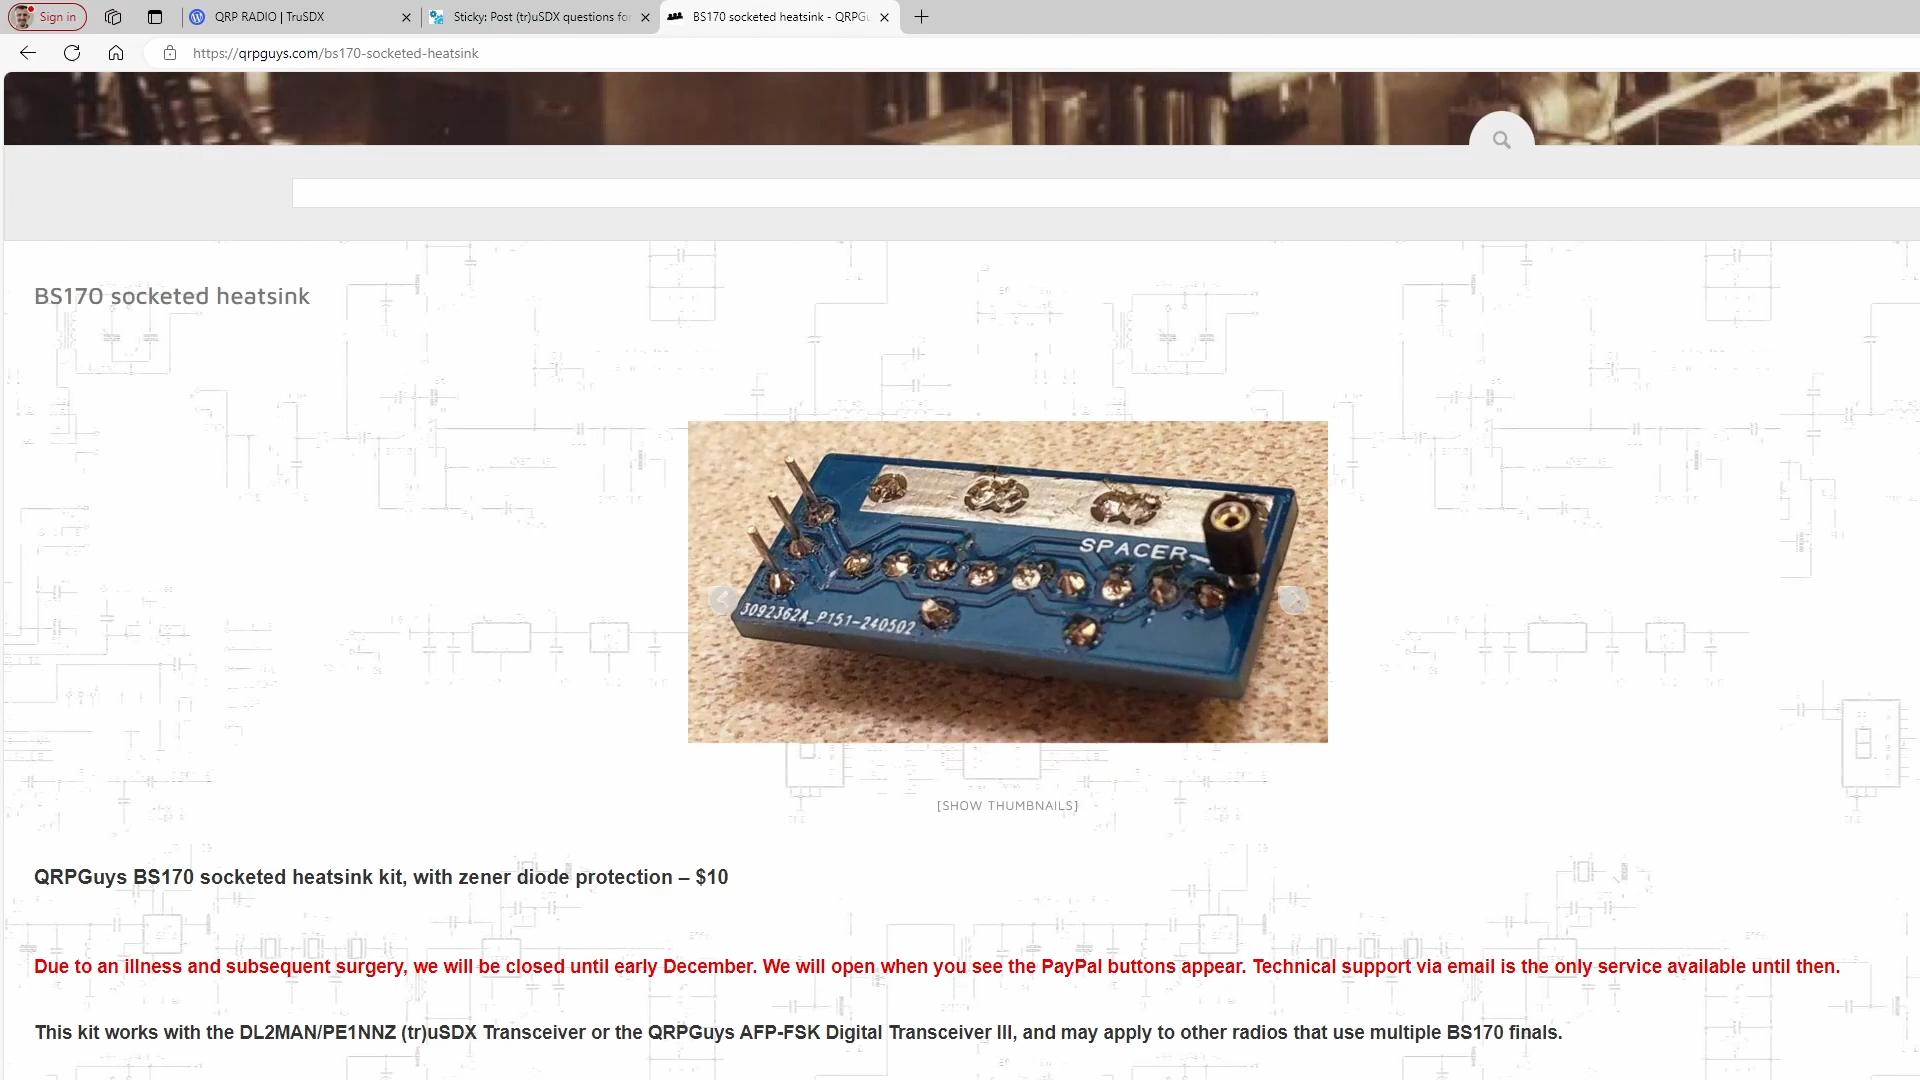 Sign in
QRP RADIO | TruSDX
Sticky: Post (tr)uSDX questions fo
BS170 socketed heatsink - QRPG
https://qrpguys.com/bs170-socketed-heatsink
BS170 socketed heatsink
SPACER
3092362A_P151-240502
[SHOW THUMBNAILS]
QRPGuys BS170 socketed heatsink kit, with zener diode protection – $10
Due to an illness and subsequent surgery, we will be closed until early December. We will open when you see the PayPal buttons appear. Technical support via email is the only service available until then.
This kit works with the DL2MAN/PE1NNZ (tr)uSDX Transceiver or the QRPGuys AFP-FSK Digital Transceiver III, and may apply to other radios that use multiple BS170 finals.